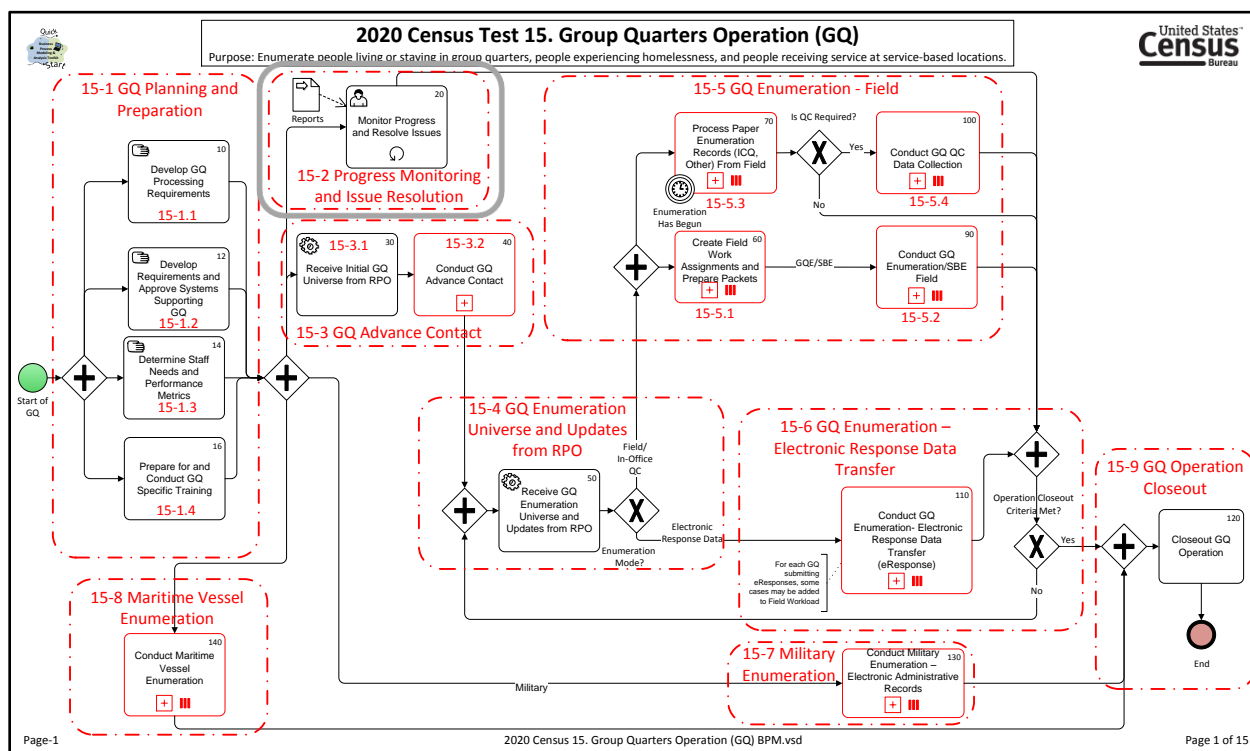 2020 Census Test 15. Group Quarters Operation (GQ)
Purpose: Enumerate people living or staying in group quarters, people experiencing homelessness, and people receiving service at service-based locations.
Quick
Business
Process
Modeling &
Analysis Toolkit
Start
United States™
Census
Bureau
15-1 GQ Planning and
Preparation
10
Develop GQ
Processing
Requirements
15-1.1
12
Develop
Requirements and
Approve Systems
Supporting
GQ
15-1.2
14
Determine Staff
Needs and
Performance
Metrics
15-1.3
16
Prepare for and
Conduct GQ
Specific Training
15-1.4
Start of
GQ
Reports
20
Monitor Progress
and Resolve Issues
15-2 Progress Monitoring
and Issue Resolution
15-3.1
30
Receive Initial GQ
Universe from RPO
15-3.2
40
Conduct GQ
Advance Contact
15-3 GQ Advance Contact
15-4 GQ Enumeration
Universe and Updates
from RPO
50
Receive GQ
Enumeration
Universe and
Updates from RPO
Field/
In-Office
QC
Enumeration
Mode?
Electronic
Response Data
15-5 GQ Enumeration - Field
70
Process Paper
Enumeration
Records (ICQ,
Other) From Field
15-5.3
Enumeration
Has Begun
Is QC Required?
Yes
No
100
Conduct GQ QC
Data Collection
15-5.4
60
Create Field
Work
Assignments and
Prepare Packets
15-5.1
GQE/SBE
90
Conduct GQ
Enumeration/SBE
Field
15-5.2
15-6 GQ Enumeration –
Electronic Response Data
Transfer
110
Conduct GQ
Enumeration- Electronic
Response Data
Transfer
(eResponse)
For each GQ
submitting
eResponses, some
cases may be added
to Field Workload
Operation Closeout
Criteria Met?
Yes
No
15-9 GQ Operation
Closeout
120
Closeout GQ
Operation
End
15-8 Maritime Vessel
Enumeration
140
Conduct Maritime
Vessel
Enumeration
Military
15-7 Military
Enumeration
130
Conduct Military
Enumeration –
Electronic Administrative
Records
Page-1
2020 Census 15. Group Quarters Operation (GQ) BPM.vsd
Page 1 of 15